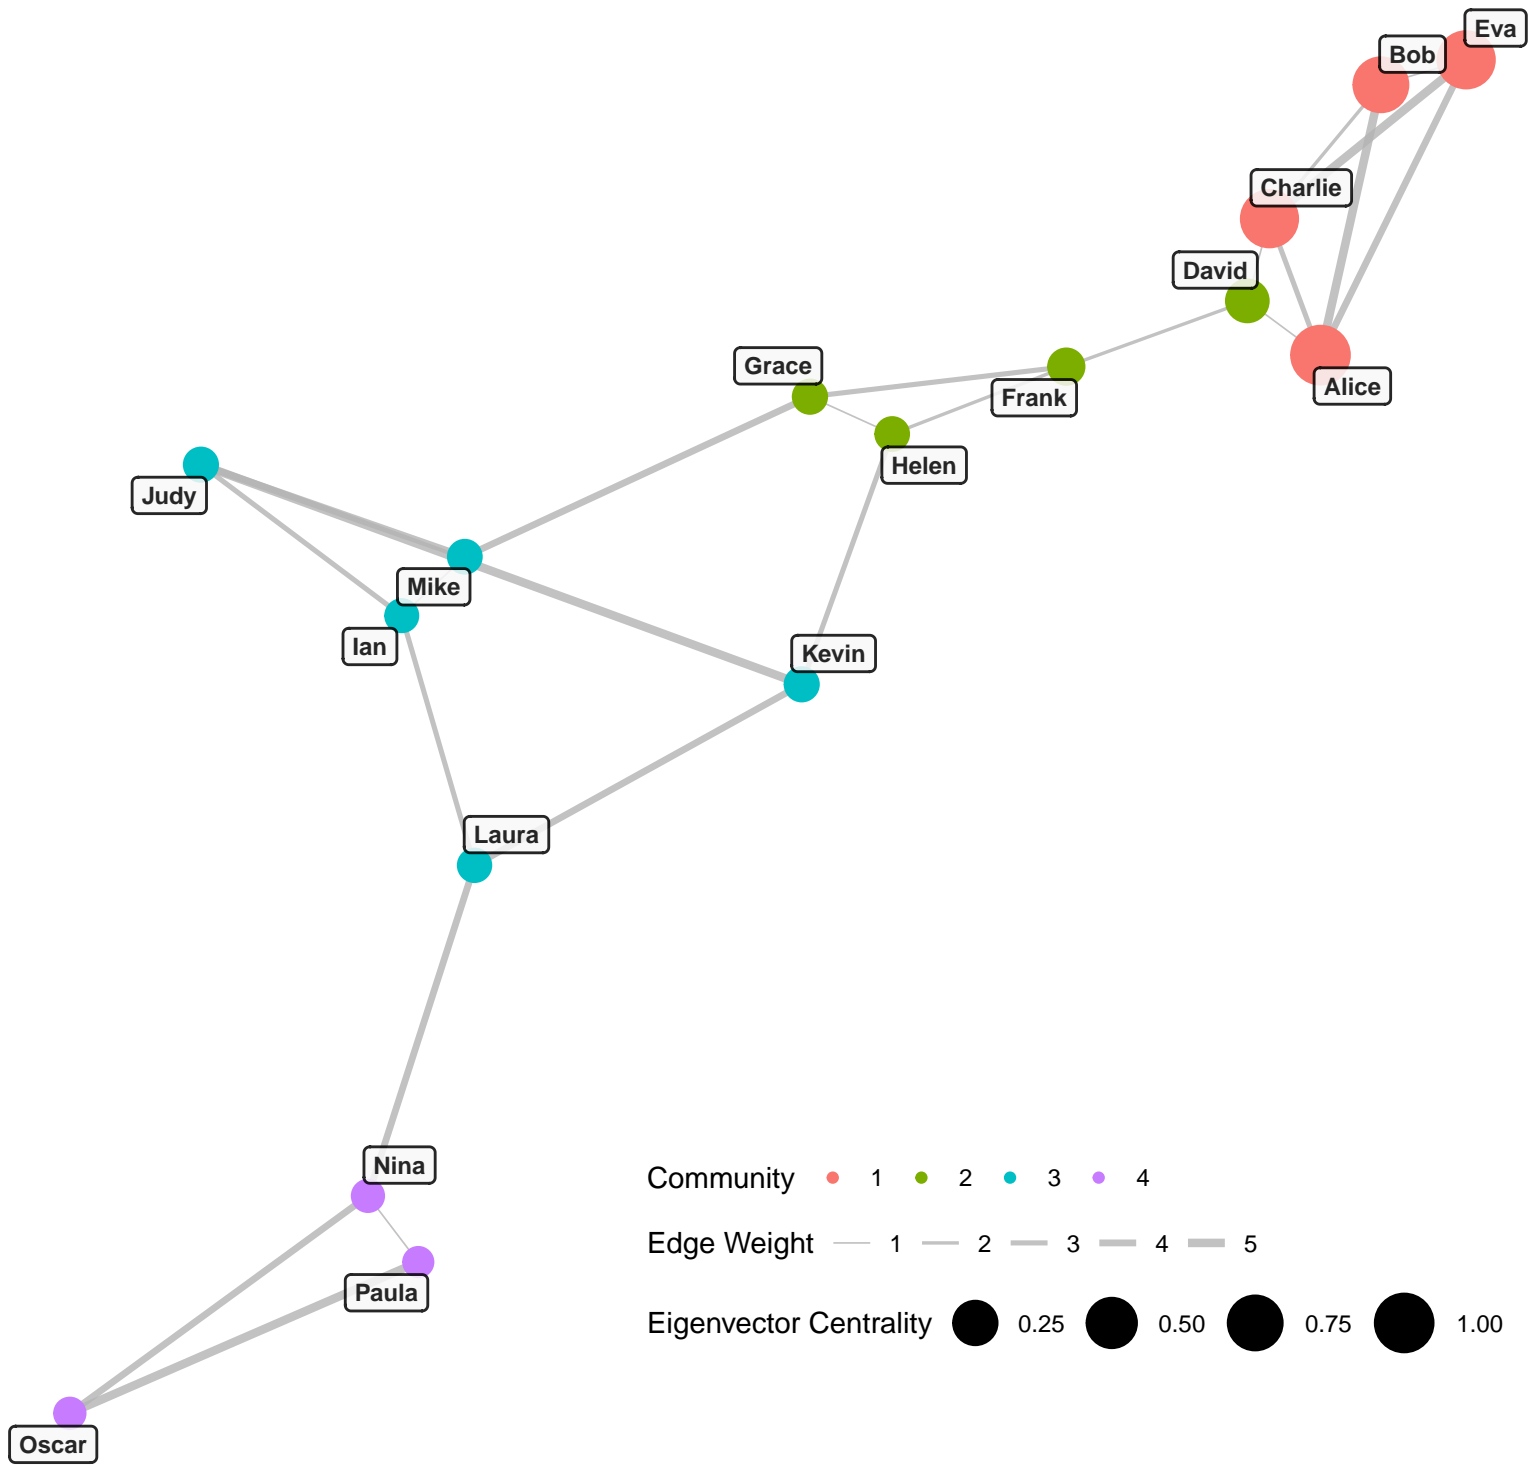 Eva
Bob
Charlie
David
Grace
Frank
Alice
Helen
Judy
Mike
Ian
Kevin
Laura
Nina
Paula
Oscar
Community 1 2 3 4
Edge Weight 1 2 3 4 5
Eigenvector Centrality 0.25 0.50 0.75 1.00